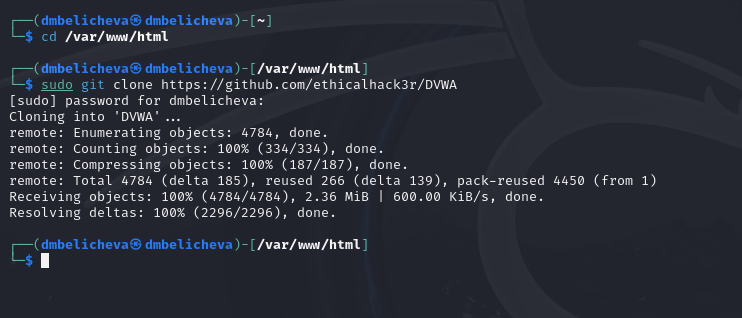 ┌──(dmbelicheva㉿dmbelicheva)-[~]
└─$ cd /var/www/html
┌──(dmbelicheva㉿dmbelicheva)-[/var/www/html]
└─$ sudo git clone https://github.com/ethicalhack3r/DVWA
[sudo] password for dmbelicheva:
Cloning into 'DVWA'...
remote: Enumerating objects: 4784, done.
remote: Counting objects: 100% (334/334), done.
remote: Compressing objects: 100% (187/187), done.
remote: Total 4784 (delta 185), reused 266 (delta 139), pack-reused 4450 (from 1)
Receiving objects: 100% (4784/4784), 2.36 MiB | 600.00 KiB/s, done.
Resolving deltas: 100% (2296/2296), done.
┌──(dmbelicheva㉿dmbelicheva)-[/var/www/html]
└─$